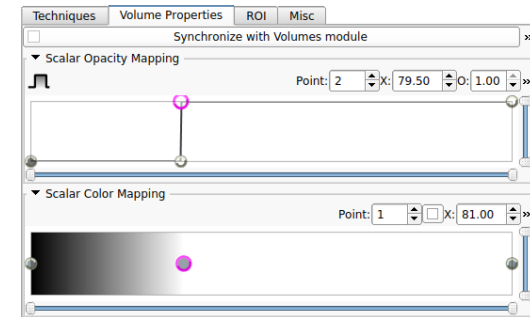 Techniques Volume Properties ROI Misc
Synchronize with Volumes module »
Scalar Opacity Mapping
Point: 2 X: 79.50 O: 1.00 »
Scalar Color Mapping
Point: 1 X: 81.00 »